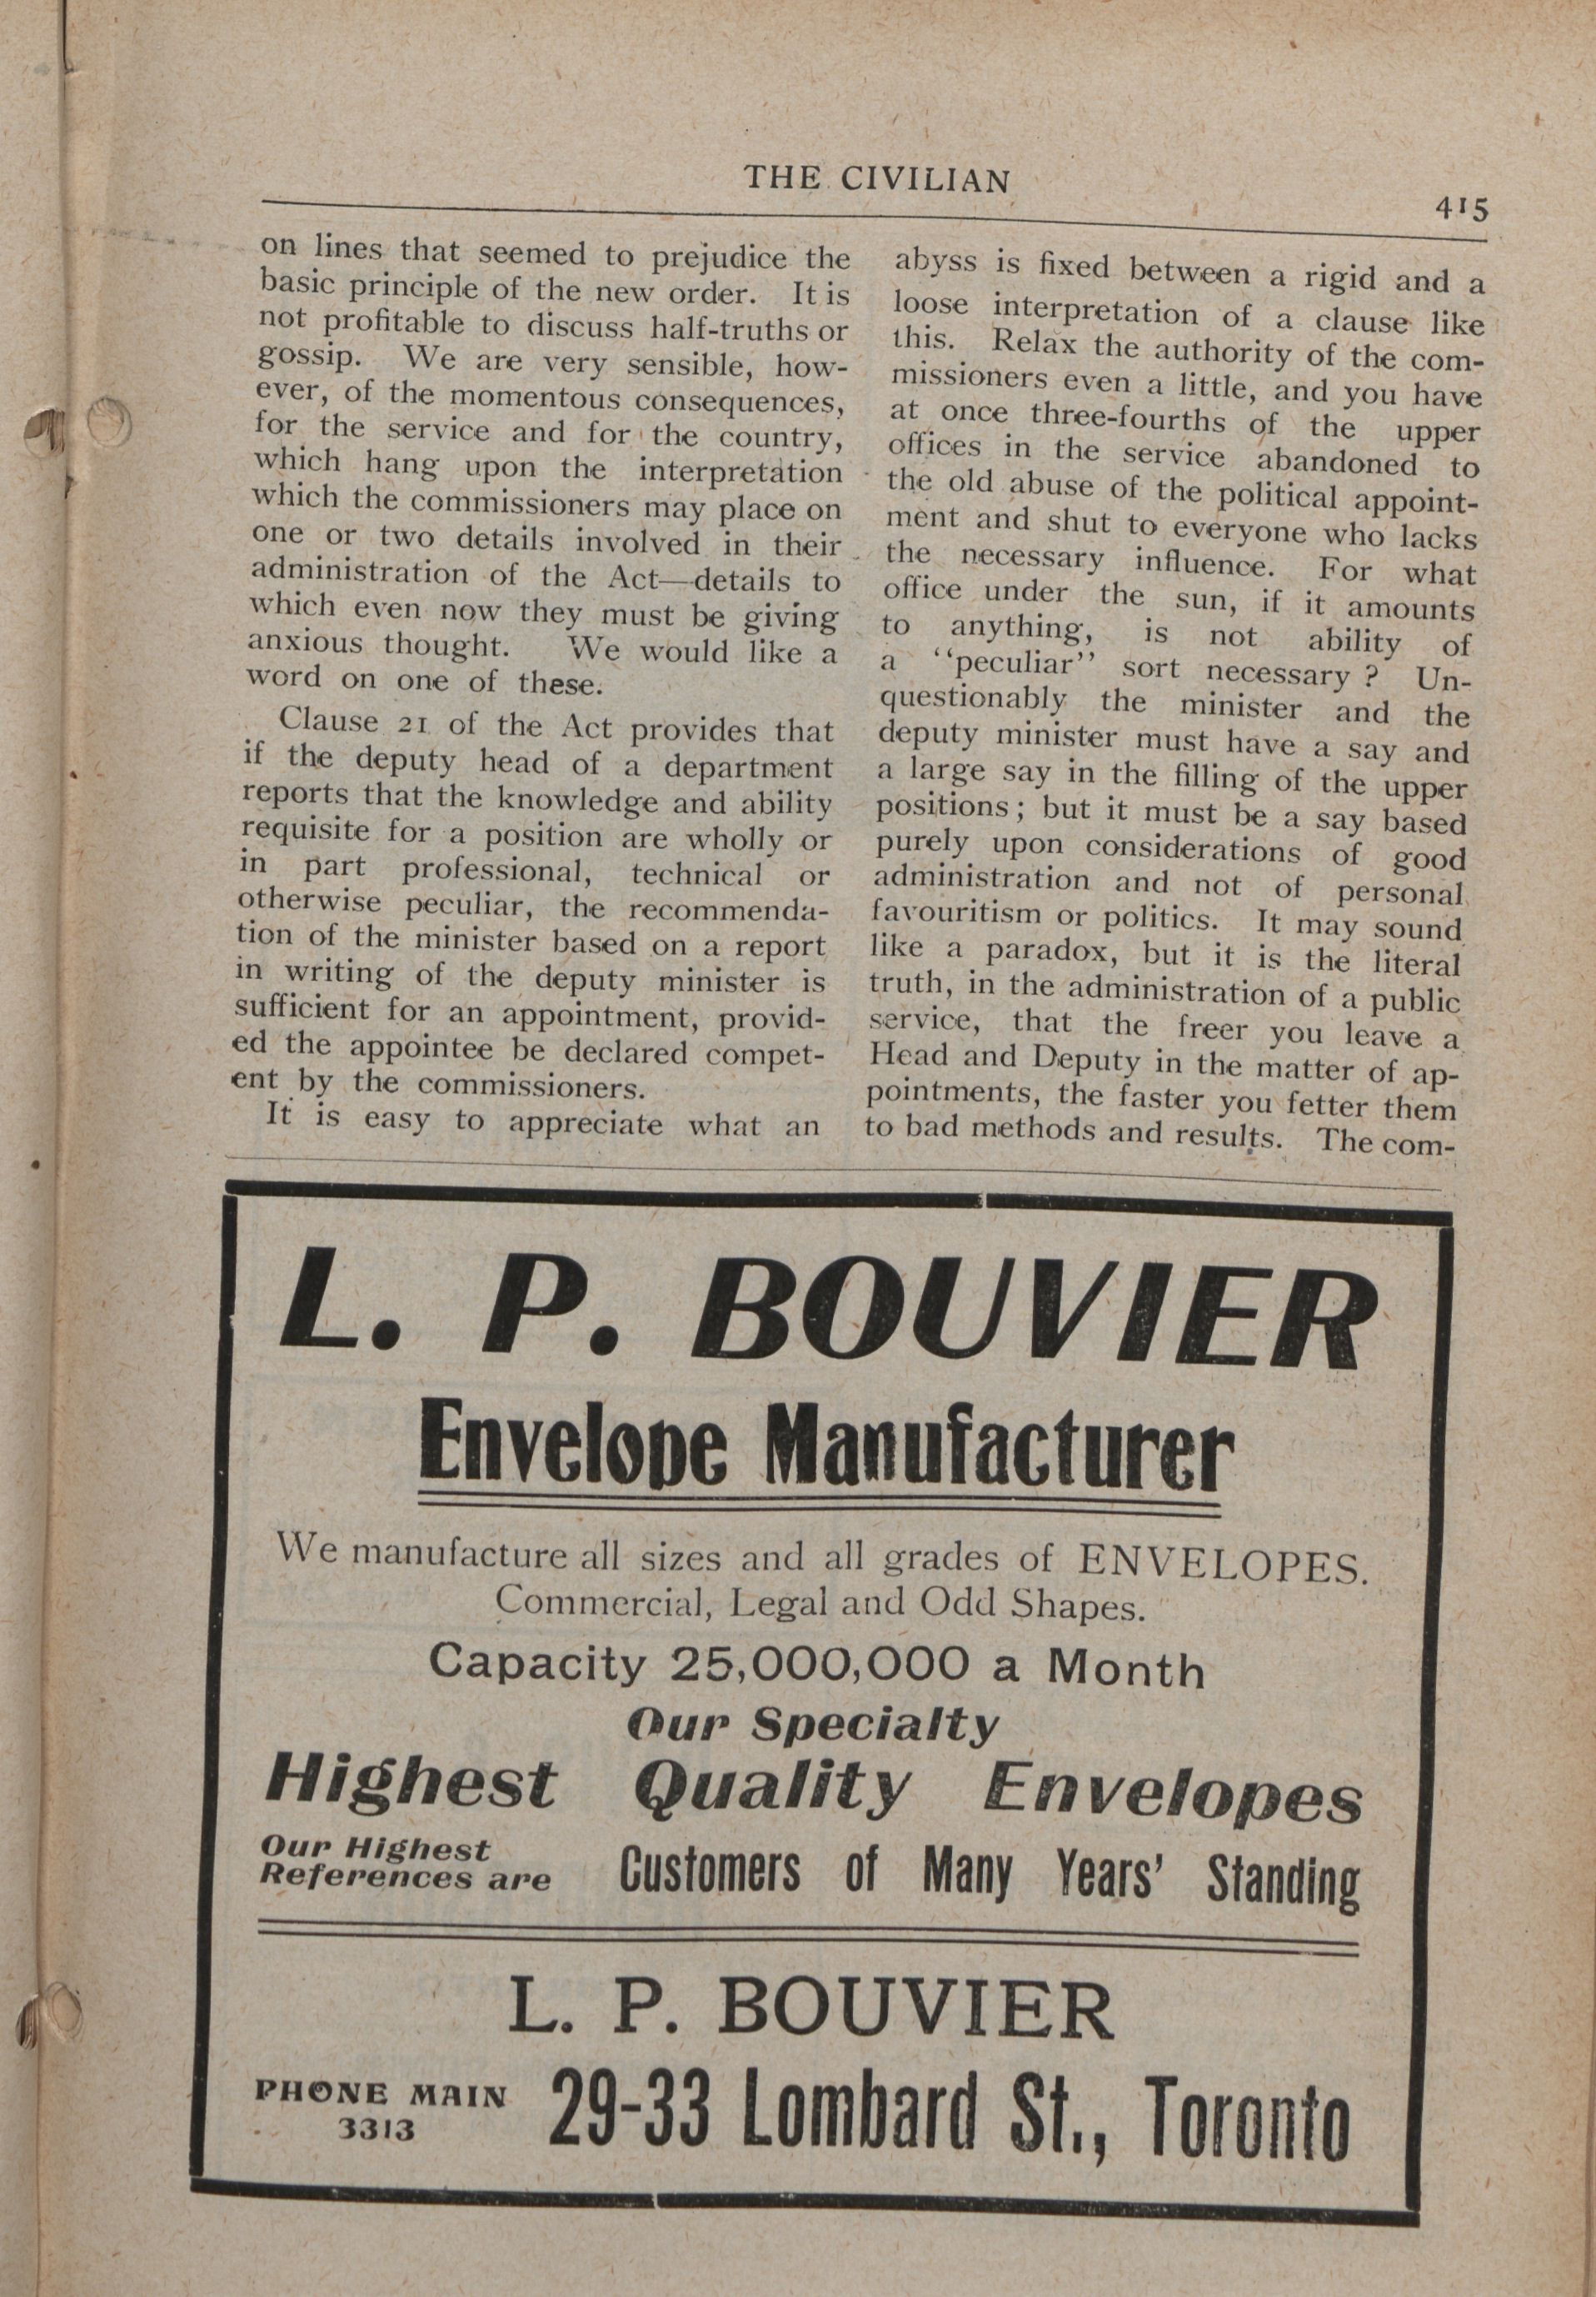 THE CIVILIAN
415
on lines that seemed to prejudice the
basic principle of the new order. It is
not profitable to discuss half-truths or
gossip. We are very sensible, how-
ever, of the momentous consequences,
for the service and for the country,
which hang upon the interpretation
which the commissioners may place on
one or two details involved in their
administration of the Act—details to
which even now they must be giving
anxious thought. We would like a
word on one of these.
Clause 21 of the Act provides that
if the deputy head of a department
reports that the knowledge and ability
requisite for a position are wholly or
in part professional, technical or
otherwise peculiar, the recommenda-
tion of the minister based on a report
in writing of the deputy minister is
sufficient for an appointment, provid-
ed the appointee be declared compet-
ent by the commissioners.
It is easy to appreciate what an
abyss is fixed between a rigid and a
loose interpretation of a clause like
this. Relax the authority of the com-
missioners even a little, and you have
at once three-fourths of the upper
offices in the service abandoned to
the old abuse of the political appoint-
ment and shut to everyone who lacks
the necessary influence. For what
office under the sun, if it amounts
to anything, is not ability of
a "peculiar" sort necessary? Un-
questionably the minister and the
deputy minister must have a say and
a large say in the filling of the upper
positions; but it must be a say based
purely upon considerations of good
administration and not of personal
favouritism or politics. It may sound
like a paradox, but it is the literal
truth, in the administration of a public
service, that the freer you leave a
Head and Deputy in the matter of ap-
pointments, the faster you fetter them
to bad methods and results. The com-
L. P. BOUVIER
Envelope Manufacturer
We manufacture all sizes and all grades of ENVELOPES.
Commercial, Legal and Odd Shapes.
Capacity 25,000,000 a Month
Our Specialty
Highest Quality Envelopes
Our Highest
References are
Customers of Many Years' Standing
L. P. BOUVIER
PHONE MAIN
3313
29-33 Lombard St., Toronto